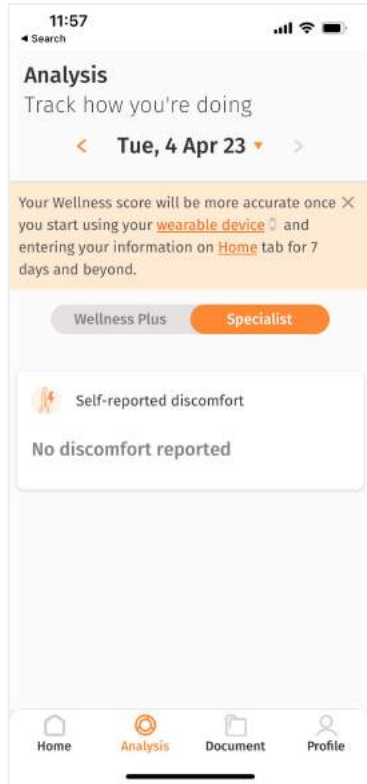 11:57
◀ Search
Analysis
Track how you're doing
< Tue, 4 Apr 23 ▾ >
Your Wellness score will be more accurate once ×
you start using your wearable device and
entering your information on Home tab for 7
days and beyond.
Wellness Plus Specialist
Self-reported discomfort
No discomfort reported
Home Analysis Document Profile